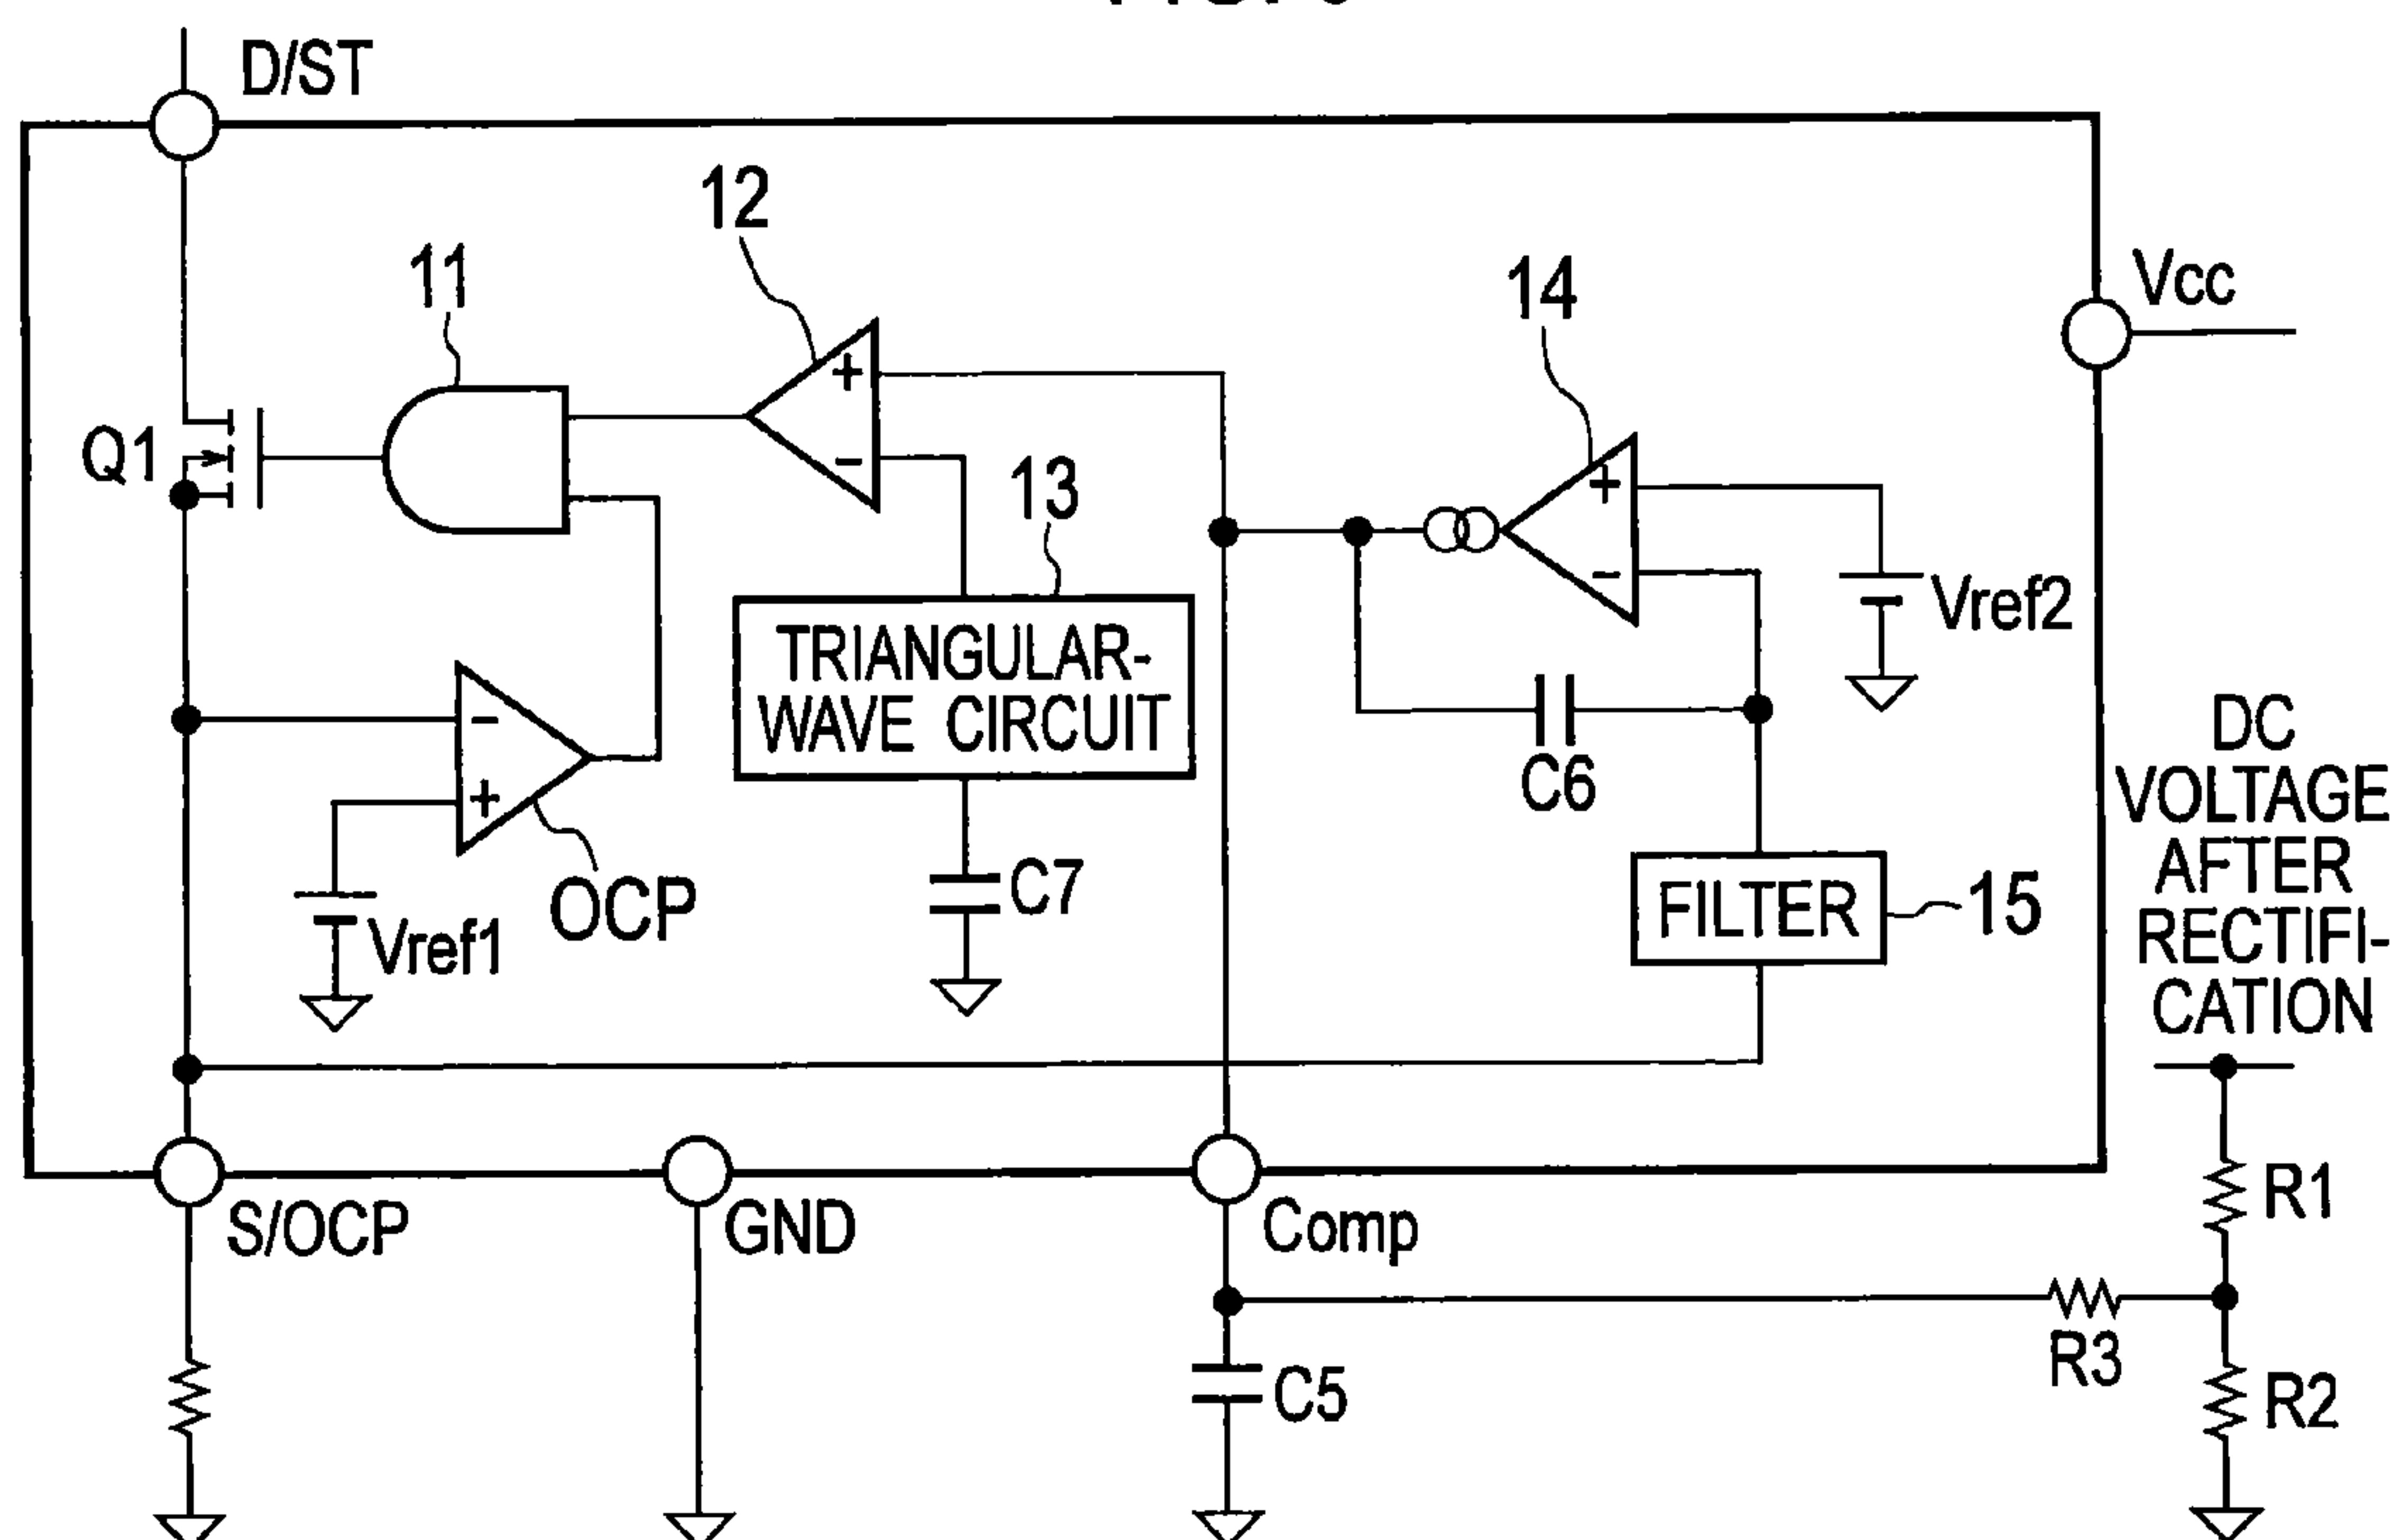 D/ST
12
11
14
Vcc
+
+
Q1
-
13
+
-
Vref2
TRIANGULAR-
WAVE CIRCUIT
-
+
C6
DC
VOLTAGE
AFTER
RECTIFI-
CATION
C7
OCP
Vref1
FILTER
15
S/OCP
GND
Comp
R1
R3
C5
R2